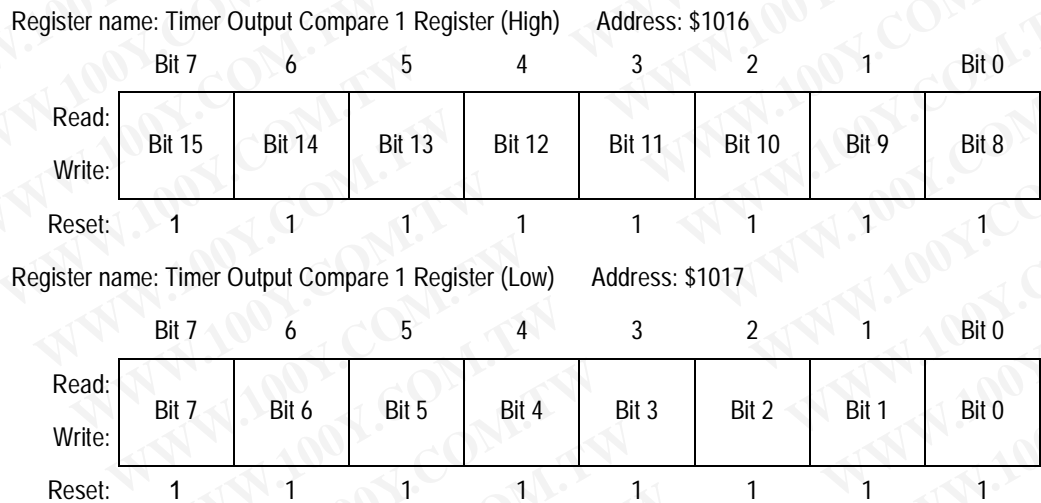 Register name: Timer Output Compare 1 Register (High) Address: $1016
Bit 7 6 5 4 3 2 1 Bit 0
Read:
Bit 15 Bit 14 Bit 13 Bit 12 Bit 11 Bit 10 Bit 9 Bit 8
Write:
Reset: 1 1 1 1 1 1 1 1
Register name: Timer Output Compare 1 Register (Low) Address: $1017
Bit 7 6 5 4 3 2 1 Bit 0
Read:
Bit 7 Bit 6 Bit 5 Bit 4 Bit 3 Bit 2 Bit 1 Bit 0
Write:
Reset: 1 1 1 1 1 1 1 1
WWW.100Y.COM.TW